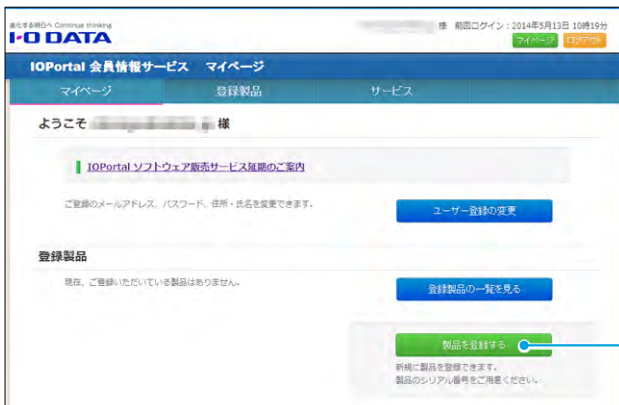 進化する明日へ Continue thinking
I-O DATA
様 前回ログイン：2014年5月13日 10時19分
マイページ ログアウト
IOPortal 会員情報サービス マイページ
マイページ 登録製品 サービス
ようこそ 様
IOPortal ソフトウェア販売サービス延期のご案内
ご登録のメールアドレス、パスワード、住所・氏名を変更できます。
ユーザー登録の変更
登録製品
現在、ご登録いただいている製品はありません。
登録製品の一覧を見る
製品を登録する
新規に製品を登録できます。
製品のシリアル番号をご用意ください。